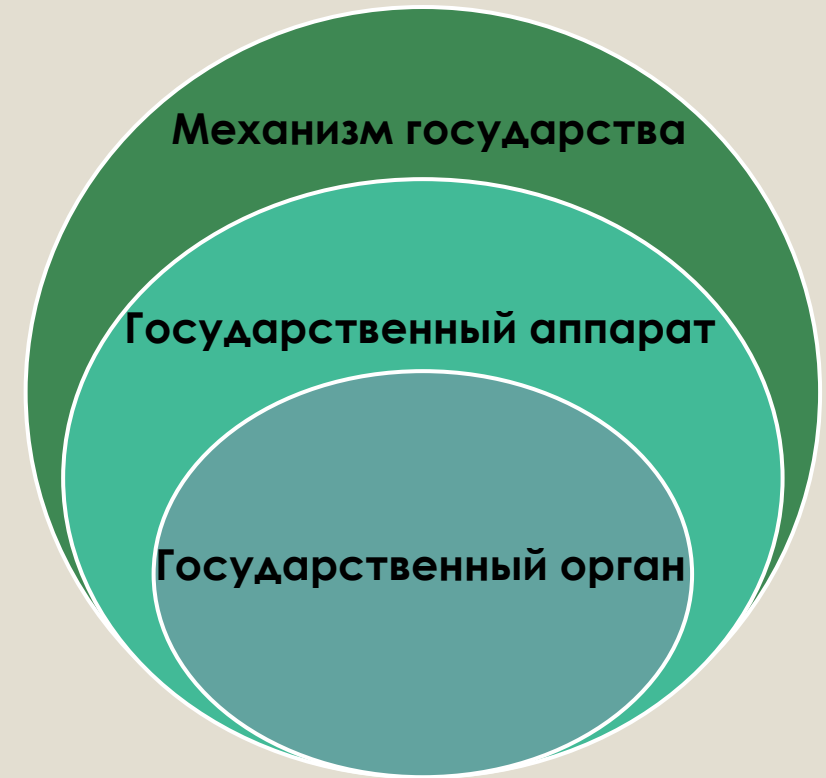 Механизм государства
Государственный аппарат
Государственный орган